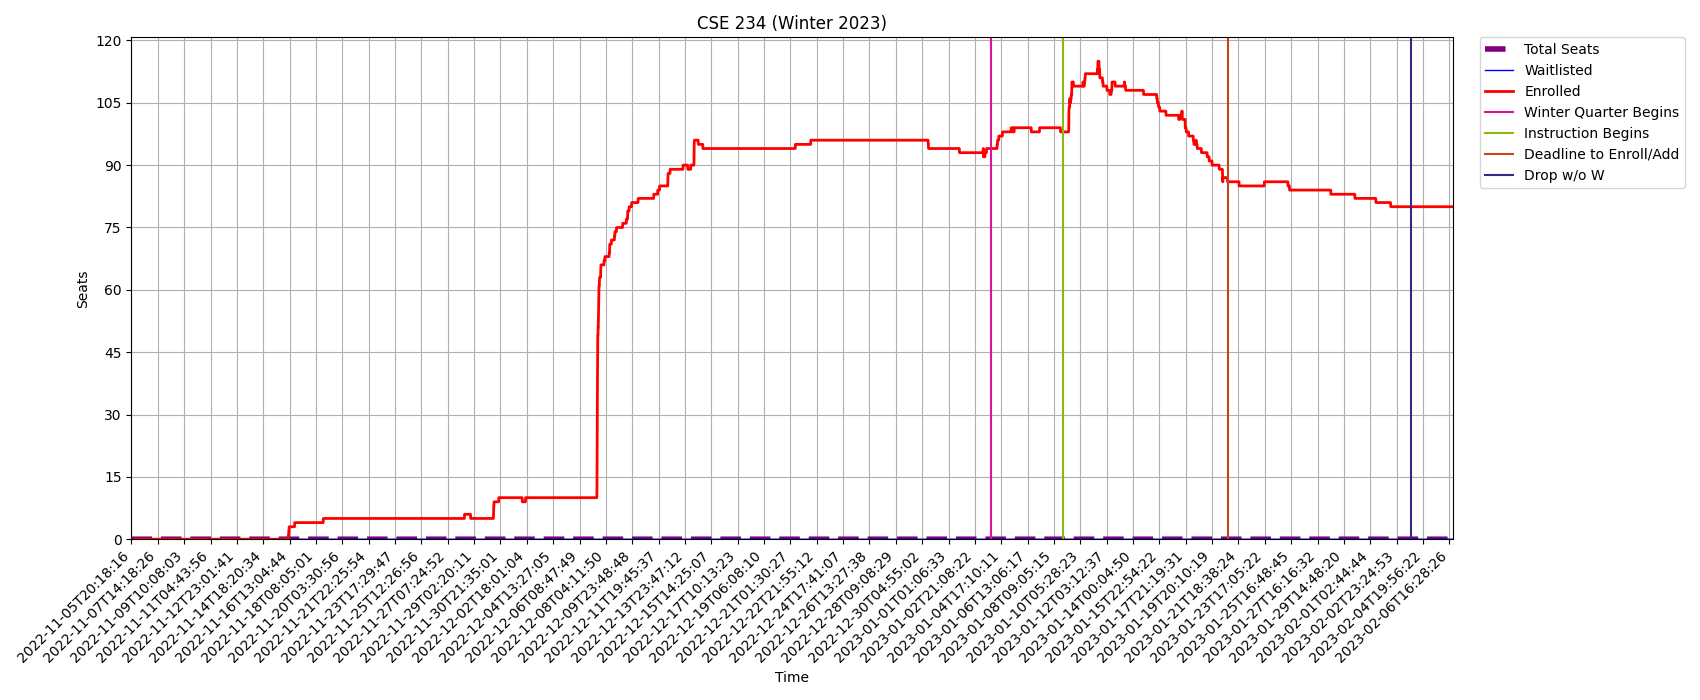 CSE 234 (Winter 2023)
Total Seats
Waitlisted
Enrolled
Winter Quarter Begins
Instruction Begins
Deadline to Enroll/Add
Drop w/o W
Seats
120
105
90
75
60
45
30
15
0
2022-11-05T20:18:16
2022-11-07T14:18:26
2022-11-09T10:08:03
2022-11-11T04:43:56
2022-11-12T23:01:41
2022-11-14T18:20:34
2022-11-16T13:04:44
2022-11-18T08:05:01
2022-11-20T03:30:56
2022-11-21T22:25:54
2022-11-23T17:29:47
2022-11-25T12:26:56
2022-11-27T07:24:52
2022-11-29T02:20:11
2022-11-30T21:35:01
2022-12-02T18:01:04
2022-12-04T13:27:05
2022-12-06T08:47:49
2022-12-08T04:11:50
2022-12-09T23:48:48
2022-12-11T19:45:37
2022-12-13T23:47:12
2022-12-15T14:25:07
2022-12-17T10:13:23
2022-12-19T06:08:10
2022-12-21T01:30:27
2022-12-22T21:55:12
2022-12-24T17:41:07
2022-12-26T13:27:38
2022-12-28T09:08:29
2022-12-30T04:55:02
2023-01-01T01:06:33
2023-01-02T21:08:22
2023-01-04T17:10:11
2023-01-06T13:06:17
2023-01-08T09:05:15
2023-01-10T05:28:23
2023-01-12T03:12:37
2023-01-14T00:04:50
2023-01-15T22:54:22
2023-01-17T21:19:31
2023-01-19T20:10:19
2023-01-21T18:38:24
2023-01-23T17:05:22
2023-01-25T16:48:45
2023-01-27T16:16:32
2023-01-29T14:48:20
2023-02-01T02:44:44
2023-02-02T23:24:53
2023-02-04T19:56:22
2023-02-06T16:28:26
Time